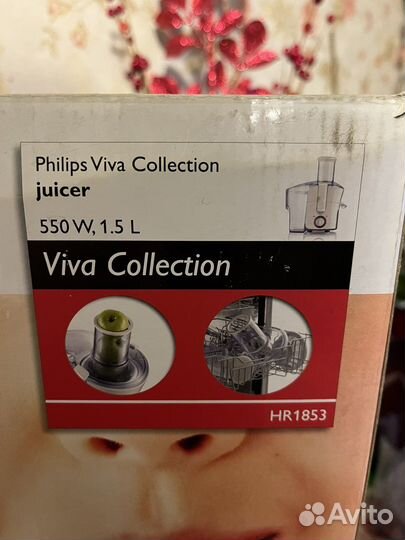 Philips Viva Collection
juicer
550 W, 1.5 L
Viva Collection
HR1853
Avito